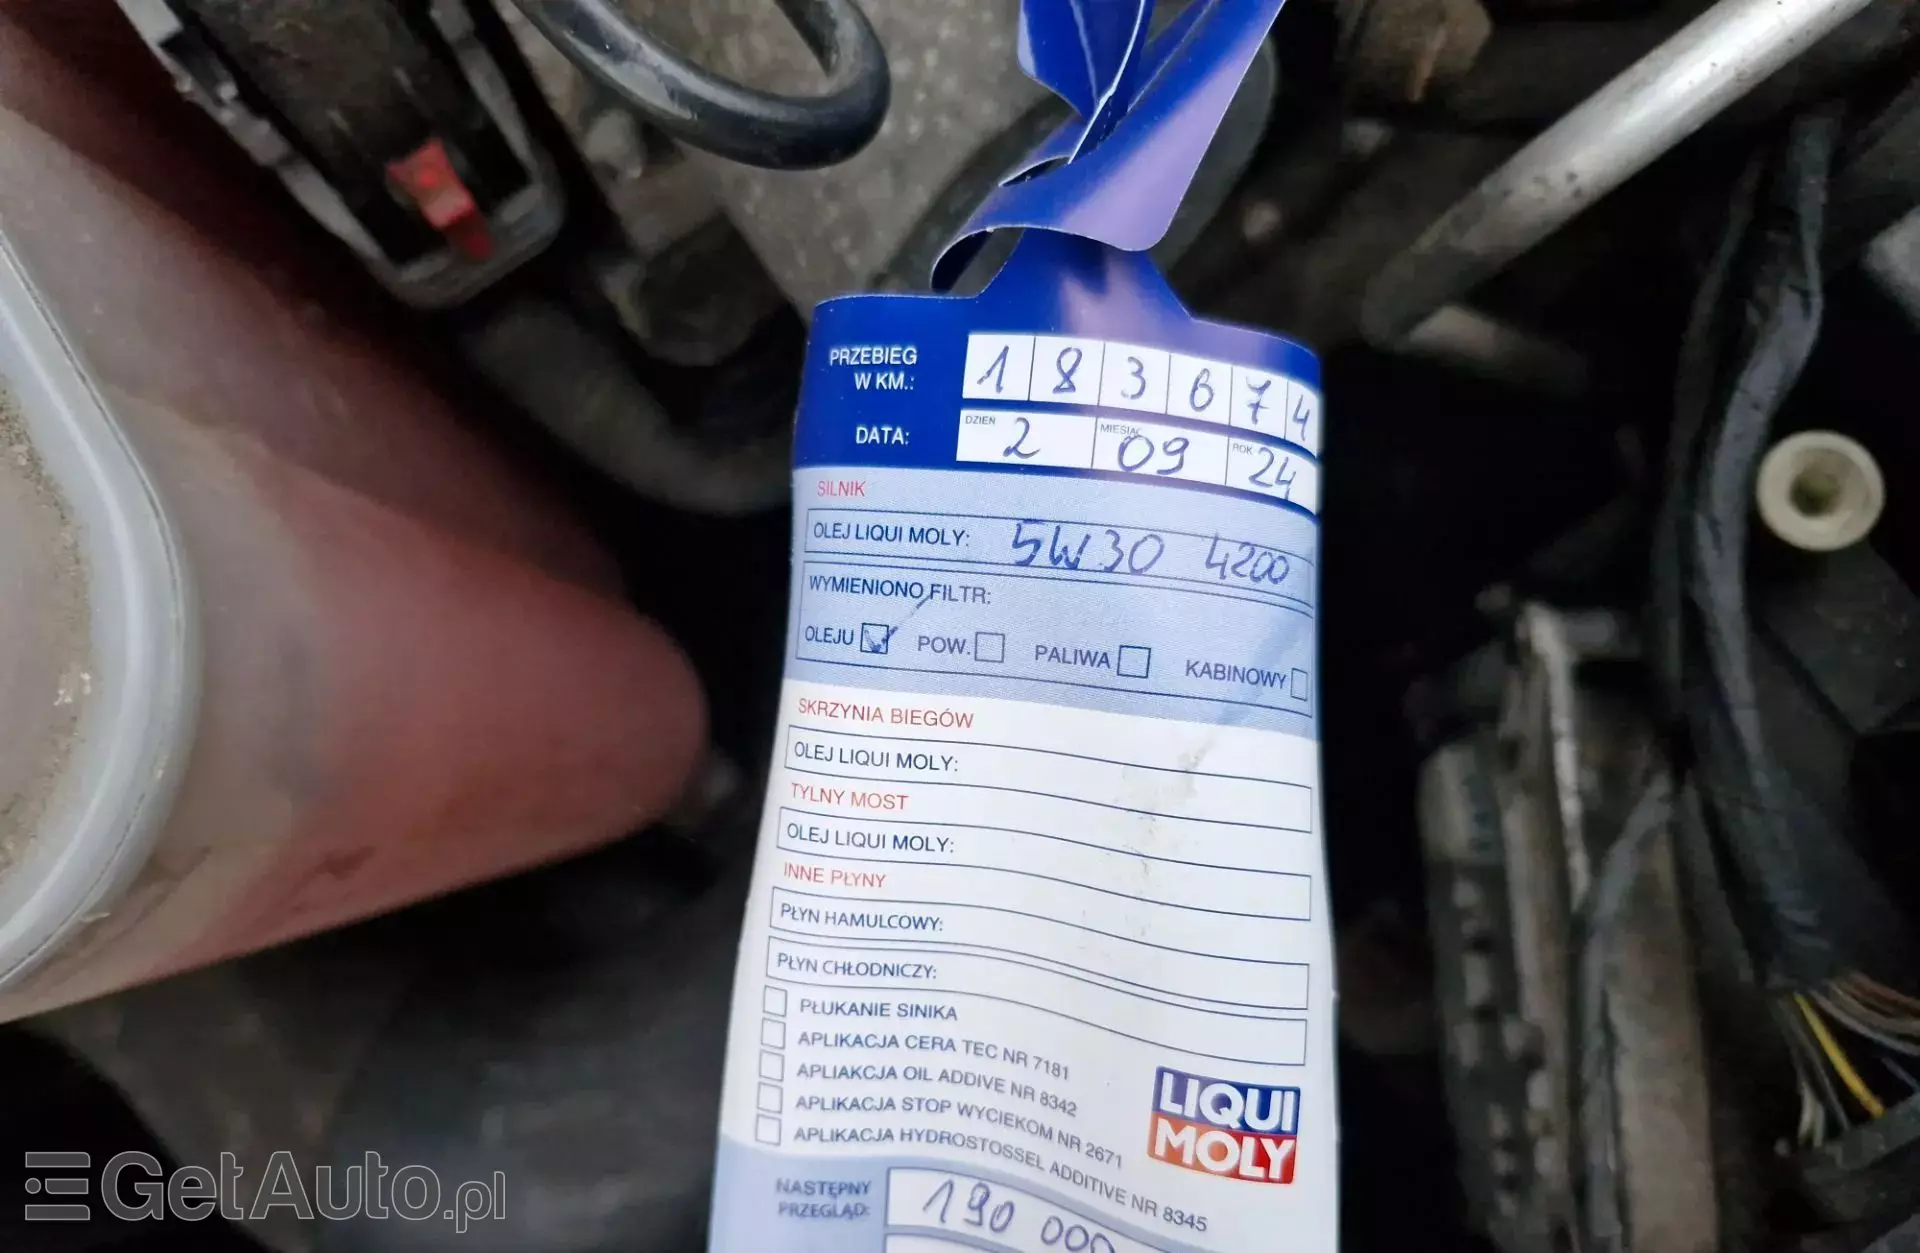 PRZEBIEG
W KM.: 1 8 3 6 7 4
DATA: DZIEŃ 2 MIESIĄC 09 ROK 24
SILNIK
OLEJ LIQUI MOLY: 5W30 4200
WYMIENIONO FILTR:
OLEJU POW. PALIWA KABINOWY
SKRZYNIA BIEGÓW
OLEJ LIQUI MOLY:
TYLNY MOST
OLEJ LIQUI MOLY:
INNE PŁYNY
PŁYN HAMULCOWY:
PŁYN CHŁODNICZY:
PŁUKANIE SINIKA
APLIKACJA CERA TEC NR 7181
APLIAKCJA OIL ADDIVE NR 8342
APLIKACJA STOP WYCIEKOM NR 2671
APLIKACJA HYDROSTOSSEL ADDITIVE NR 8345
LIQUI
MOLY
NASTĘPNY
PRZEGLĄD: 190 000
GetAuto.pl